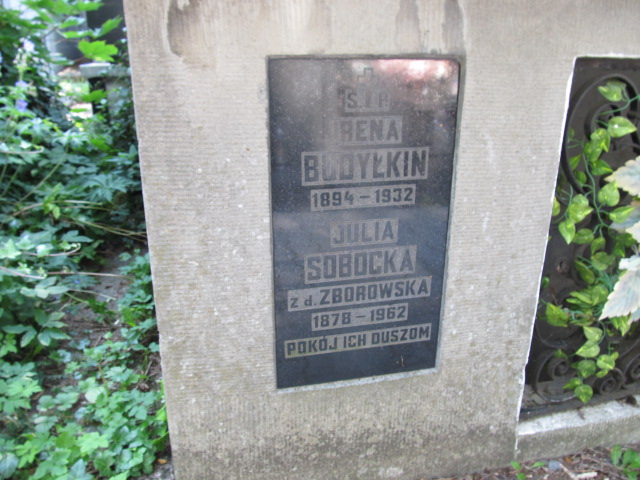 Ś.†P.
IRENA
BUDYŁKIN
1894 – 1932
JULIA
SOBOCKA
Z d. ZBOROWSKA
1878 – 1962
POKÓJ ICH DUSZOM